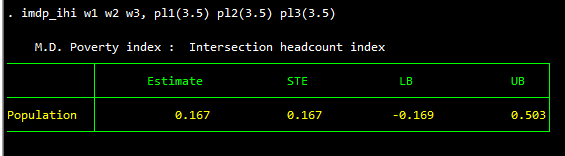 . imdp_ihi w1 w2 w3, pl1(3.5) pl2(3.5) pl3(3.5)
M.D. Poverty index :  Intersection headcount index
Estimate STE LB UB
Population 0.167 0.167 -0.169 0.503